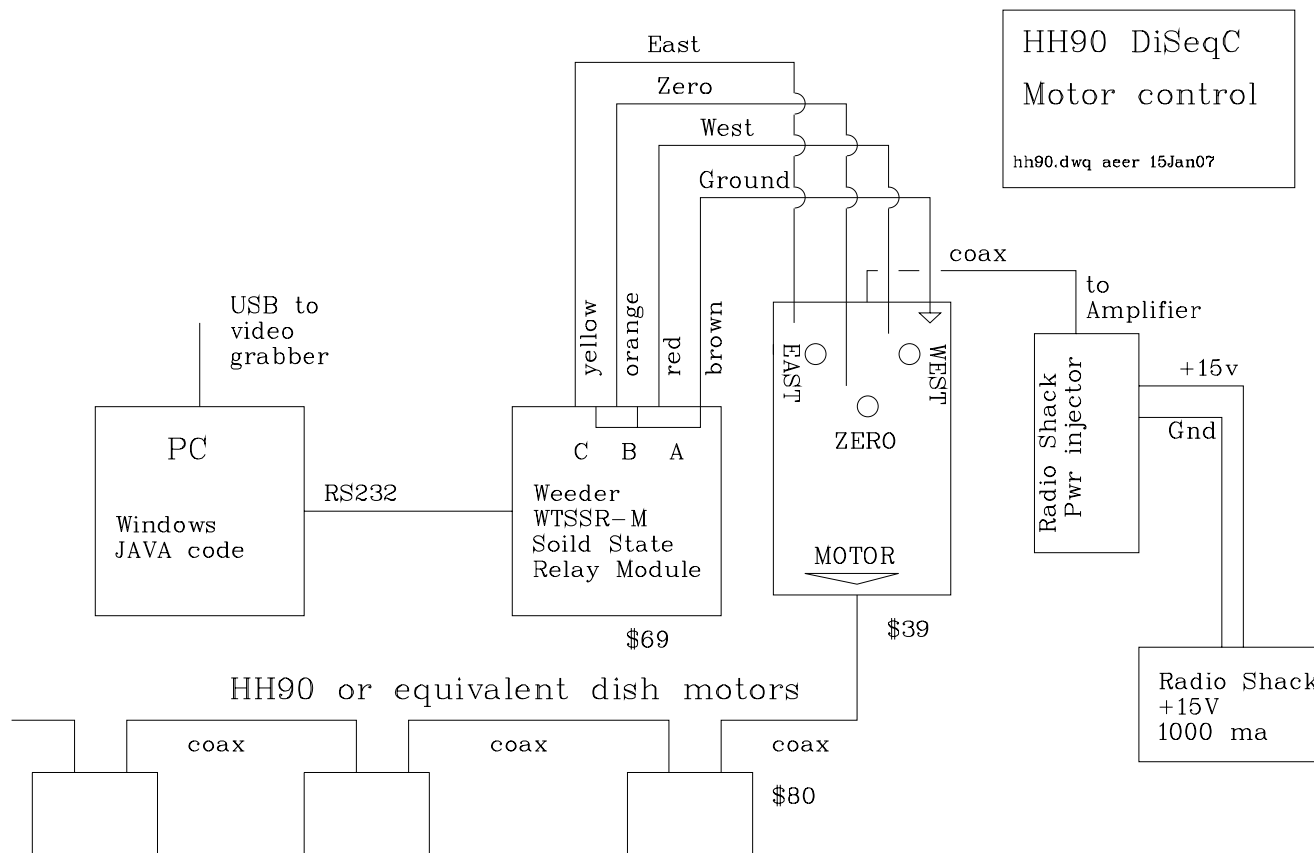 HH90 DiSeqC
Motor control
hh90.dwq aeer 15Jan07
East
Zero
West
Ground
coax
to
Amplifier
USB to
video
grabber
yellow
orange
red
brown
EAST
WEST
ZERO
MOTOR
Radio Shack
Pwr injector
+15v
Gnd
PC
Windows
JAVA code
RS232
C B A
Weeder
WTSSR-M
Soild State
Relay Module
$69
$39
HH90 or equivalent dish motors
Radio Shack
+15V
1000 ma
coax
coax
coax
$80